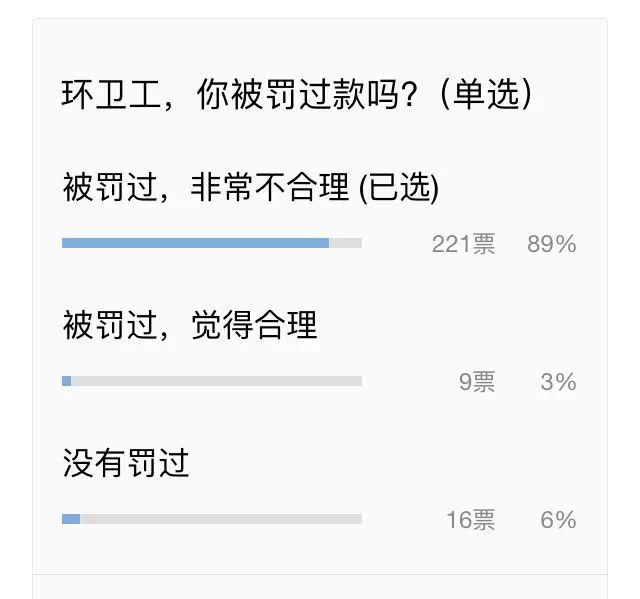 环卫工，你被罚过款吗?（单选）
被罚过，非常不合理 (已选)
221票 89%
被罚过，觉得合理
9票 3%
没有罚过
16票 6%